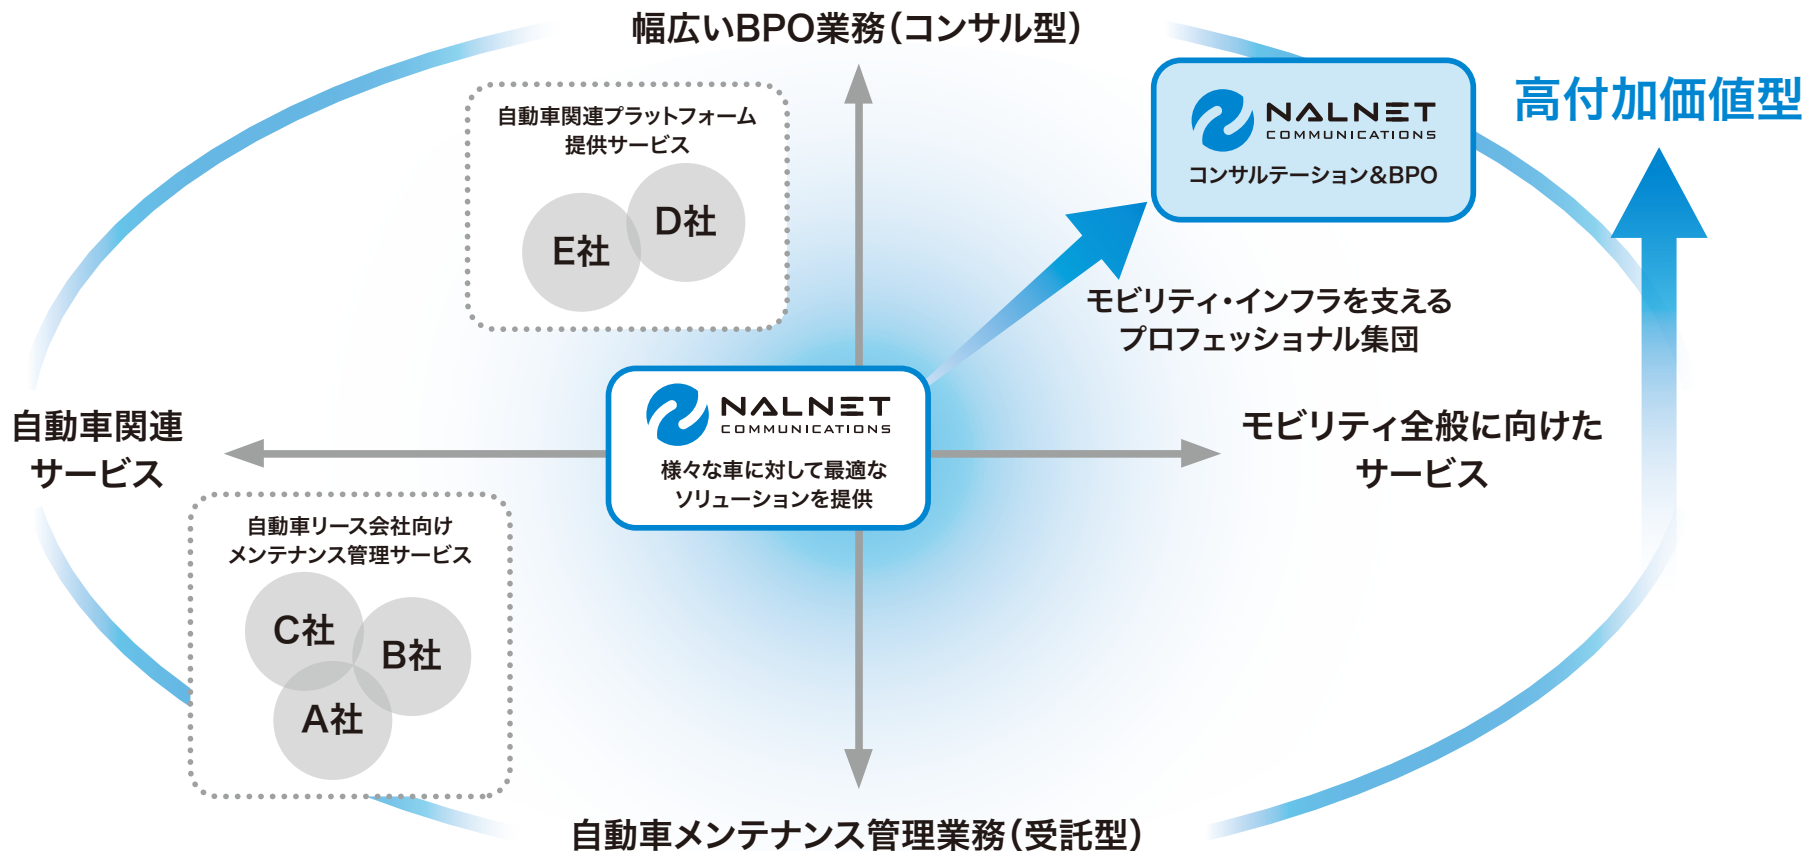 幅広いBPO業務（コンサル型）
自動車関連プラットフォーム
提供サービス
E社
D社
NALNET
COMMUNICATIONS
コンサルテーション&BPO
高付加価値型
モビリティ・インフラを支える
プロフェッショナル集団
自動車関連
サービス
NALNET
COMMUNICATIONS
様々な車に対して最適な
ソリューションを提供
モビリティ全般に向けた
サービス
自動車リース会社向け
メンテナンス管理サービス
C社
B社
A社
自動車メンテナンス管理業務（受託型）